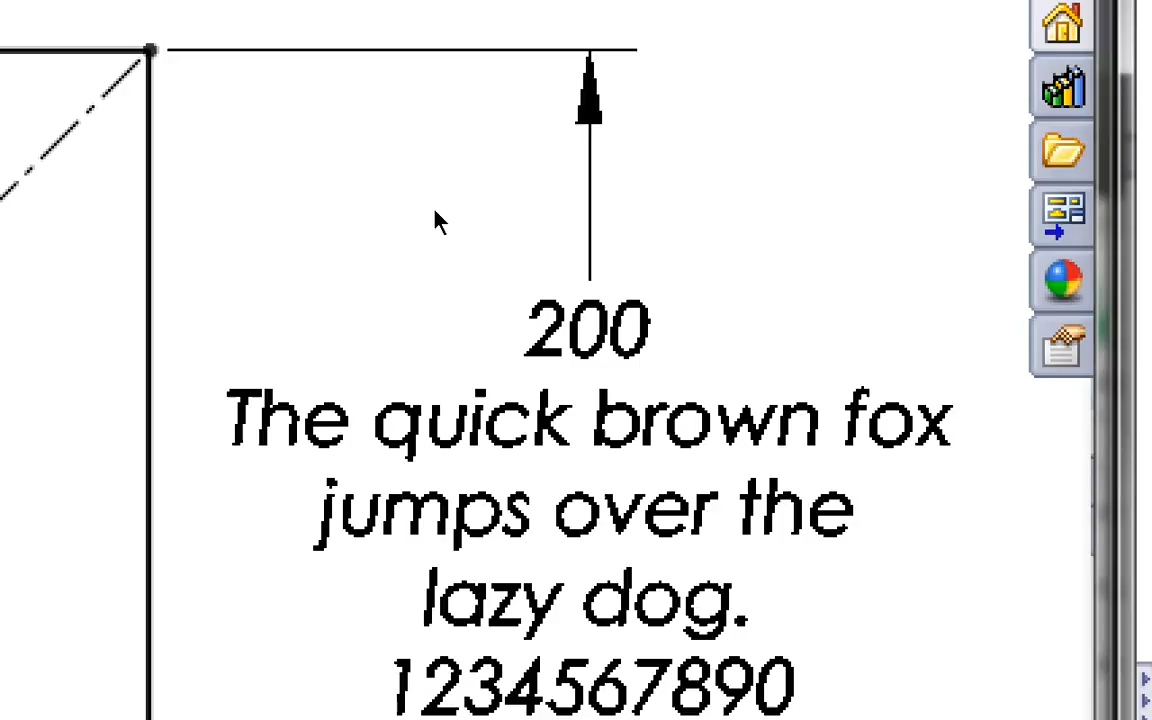 200
The quick brown fox
jumps over the
lazy dog.
1234567890